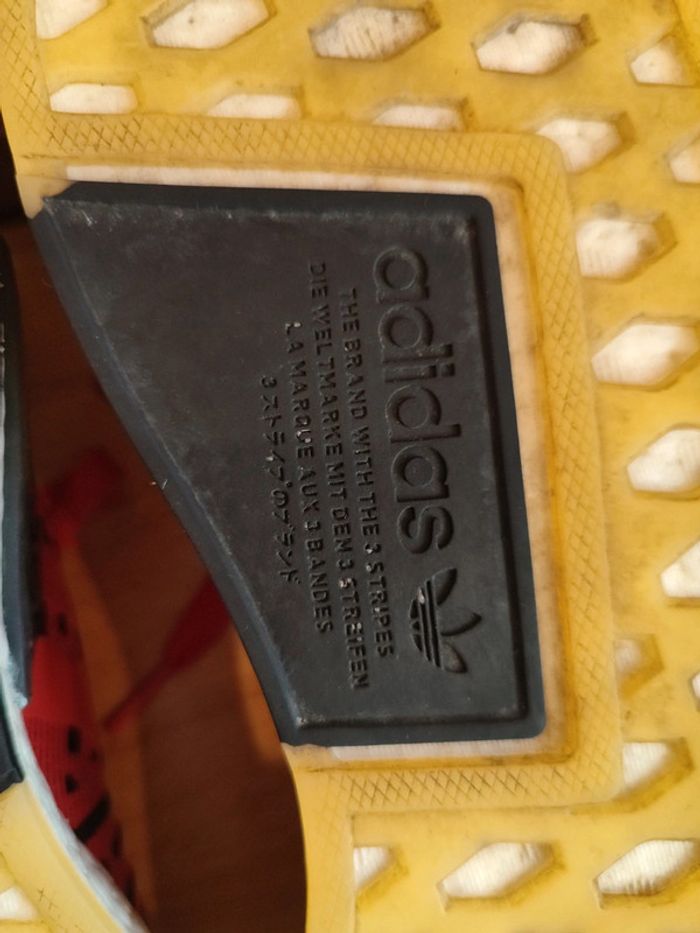 adidas
THE BRAND WITH THE 3 STRIPES
DIE WELTMARKE MIT DEN 3 STREIFEN
LA MARQUE AUX 3 BANDES
3ストライプのブランド